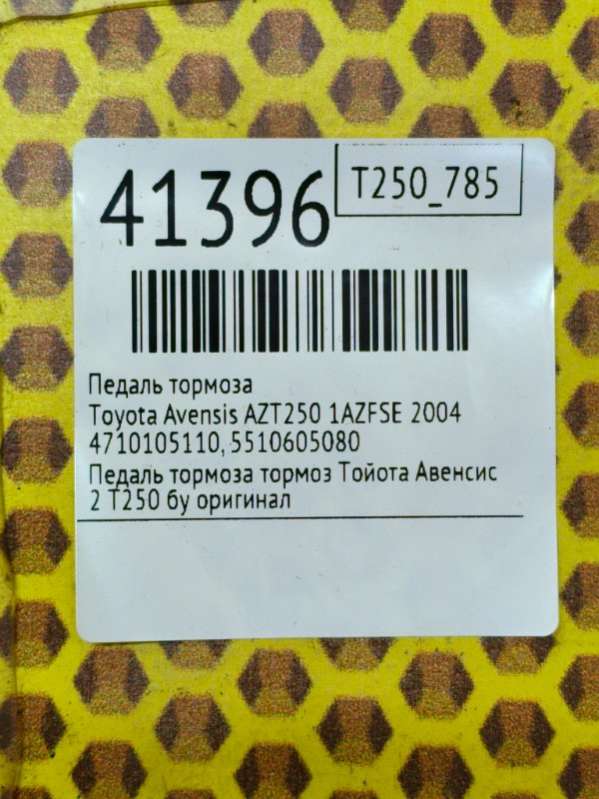 41396
T250_785
Педаль тормоза
Toyota Avensis AZT250 1AZFSE 2004
4710105110, 5510605080
Педаль тормоза тормоз Тойота Авенсис
2 Т250 бу оригинал